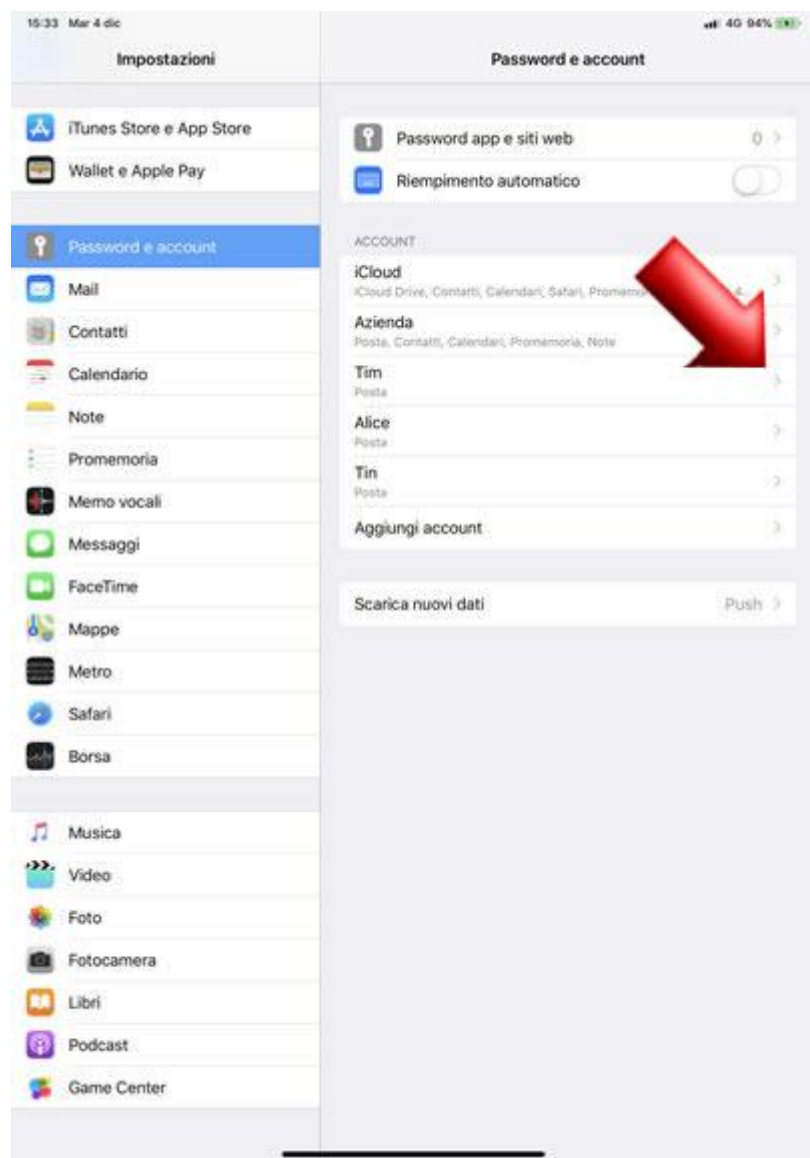 15:33 Mar 4 dic
4G 94%
Impostazioni
Password e account
iTunes Store e App Store
Wallet e Apple Pay
Password e account
Mail
Contatti
Calendario
Note
Promemoria
Memo vocali
Messaggi
FaceTime
Mappe
Metro
Safari
Borsa
Musica
Video
Foto
Fotocamera
Libri
Podcast
Game Center
Password app e siti web 0
Riempimento automatico
ACCOUNT
iCloud
iCloud Drive, Contatti, Calendari, Safari, 4...
Azienda
Posta, Contatti, Calendari, Promemoria, Note
Tim
Posta
Alice
Posta
Tin
Posta
Aggiungi account
Scarica nuovi dati Push